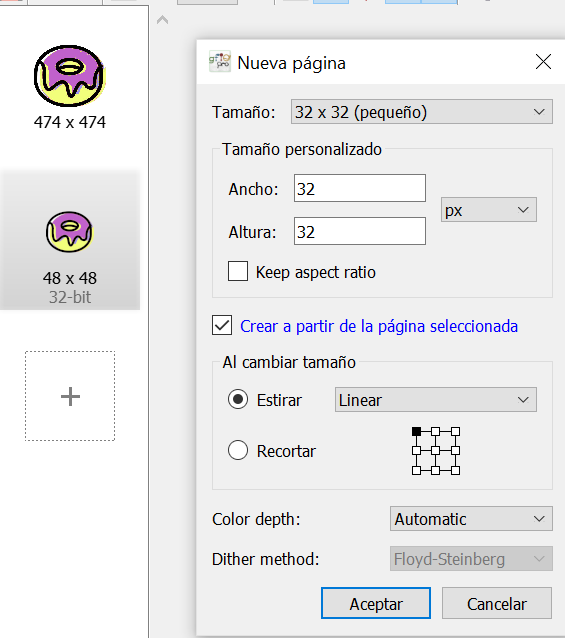 474 x 474
48 x 48
32-bit
+
Nueva página
Tamaño: 32 x 32 (pequeño)
Tamaño personalizado
Ancho: 32
px
Altura: 32
Keep aspect ratio
Crear a partir de la página seleccionada
Al cambiar tamaño
Estirar Linear
Recortar
Color depth: Automatic
Dither method: Floyd-Steinberg
Aceptar Cancelar